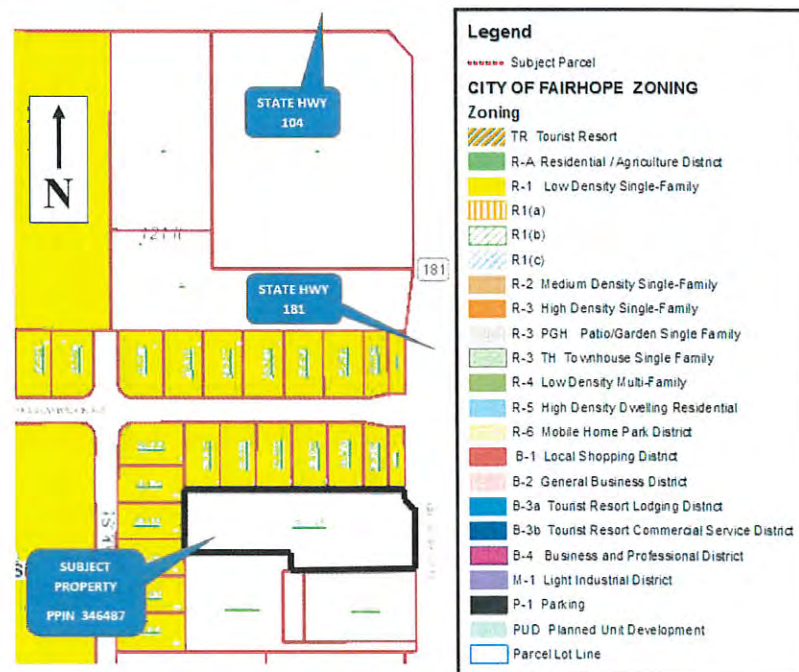 STATE HWY
104
N
121 ft
181
STATE HWY
181
SUBJECT
PROPERTY
PPIN 346487
Legend
Subject Parcel
CITY OF FAIRHOPE ZONING
Zoning
TR Tourist Resort
R-A Residential / Agriculture District
R-1 Low Density Single-Family
R1(a)
R1(b)
R1(c)
R-2 Medium Density Single-Family
R-3 High Density Single-Family
R-3 PGH Patio/Garden Single Family
R-3 TH Townhouse Single Family
R-4 Low Density Multi-Family
R-5 High Density Dwelling Residential
R-6 Mobile Home Park District
B-1 Local Shopping District
B-2 General Business District
B-3a Tourist Resort Lodging District
B-3b Tourist Resort Commercial Service District
B-4 Business and Professional District
M-1 Light Industrial District
P-1 Parking
PUD Planned Unit Development
Parcel Lot Line